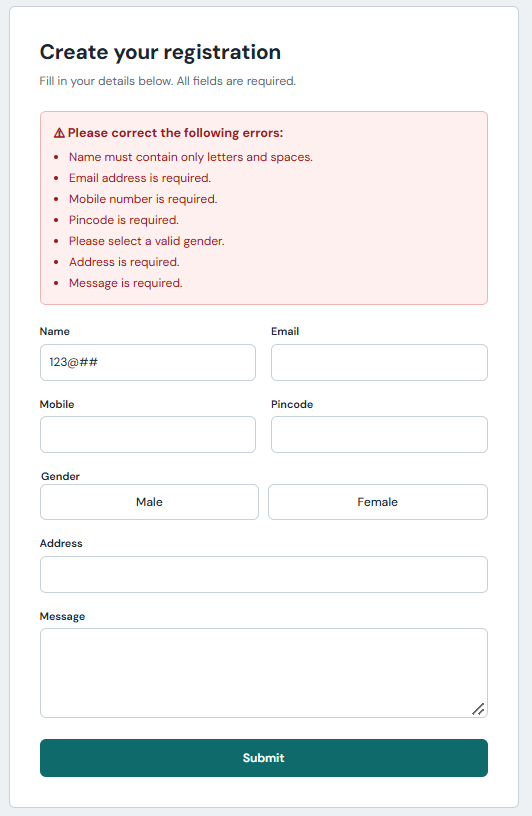 Create your registration
Fill in your details below. All fields are required.
⚠ Please correct the following errors:
• Name must contain only letters and spaces.
• Email address is required.
• Mobile number is required.
• Pincode is required.
• Please select a valid gender.
• Address is required.
• Message is required.
Name Email
123@##
Mobile Pincode
Gender
Male Female
Address
Message
Submit